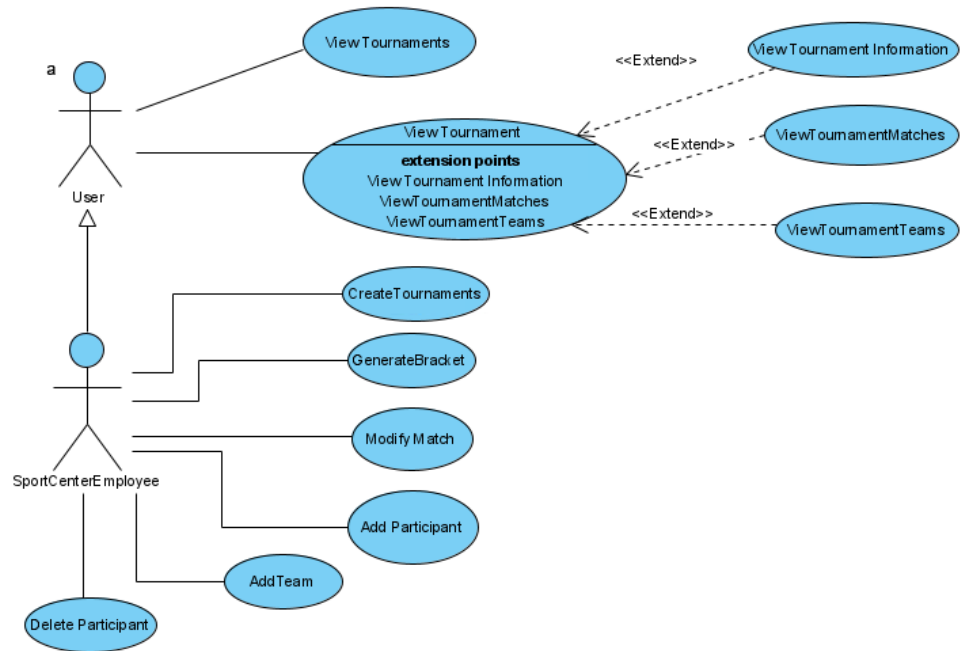 ViewTournaments
a
User
ViewTournament
extension points
ViewTournament Information
ViewTournamentMatches
ViewTournamentTeams
<<Extend>>
ViewTournament Information
<<Extend>>
ViewTournamentMatches
<<Extend>>
ViewTournamentTeams
CreateTournaments
GenerateBracket
Modify Match
SportCenterEmployee
Add Participant
AddTeam
Delete Participant